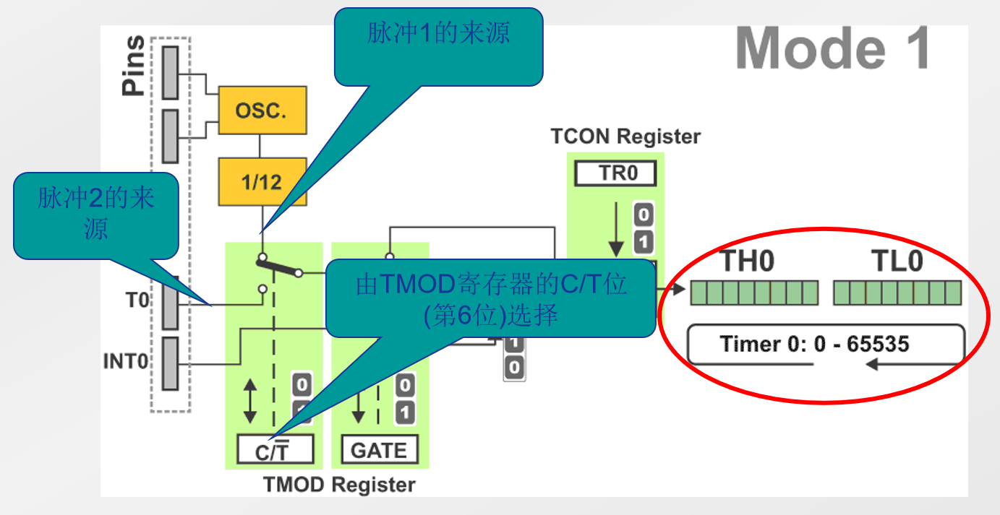 脉冲1的来源
Mode 1
Pins
OSC.
TCON Register
TR0
1/12
脉冲2的来
源
0
1
TH0
TL0
由TMOD寄存器的C/T位
(第6位)选择
T0
Timer 0: 0 - 65535
INT0
1
0
0
1
0
1
C/T̅
GATE
TMOD Register